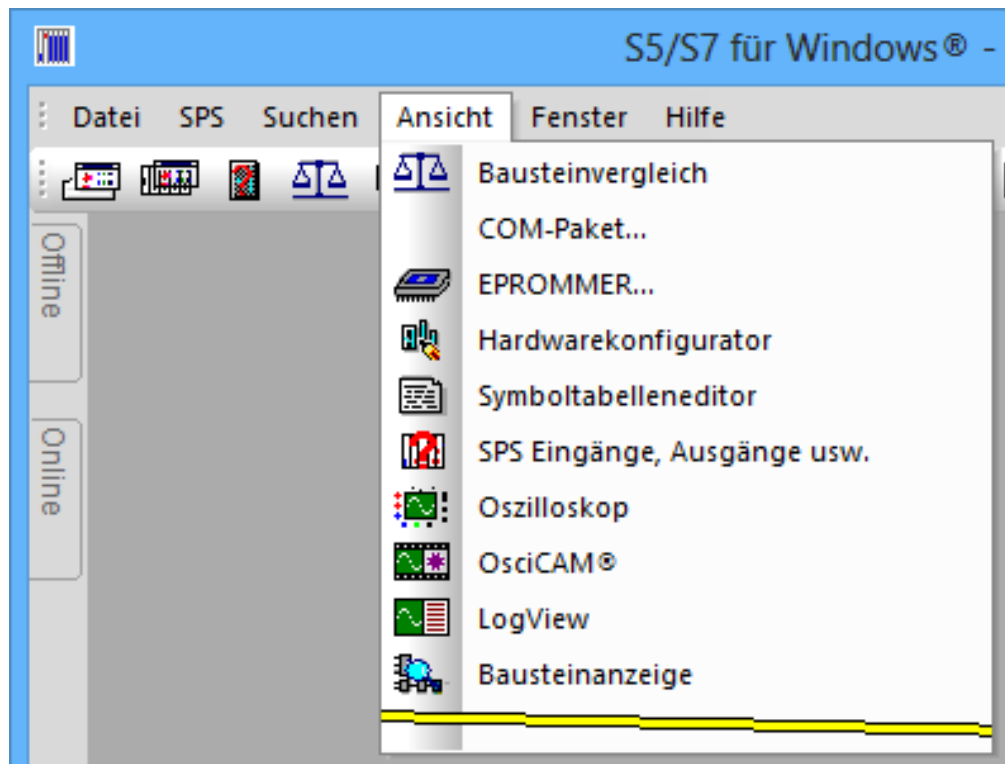 S5/S7 für Windows® -
Datei SPS Suchen Ansicht Fenster Hilfe
Offline
Online
Bausteinvergleich
COM-Paket...
EPROMMER...
Hardwarekonfigurator
Symboltabelleneditor
SPS Eingänge, Ausgänge usw.
Oszilloskop
OsciCAM®
LogView
Bausteinanzeige